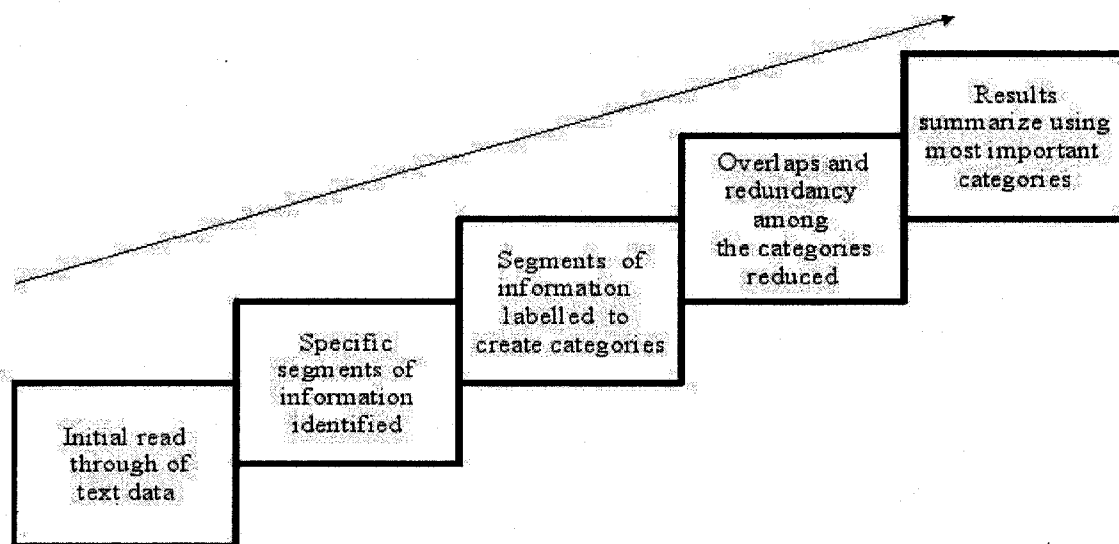 Initial read
through of
text data
Specific
segments of
information
identified
Segments of
information
labelled to
create categories
Overlaps and
redundancy
among
the categories
reduced
Results
summarize using
most important
categories